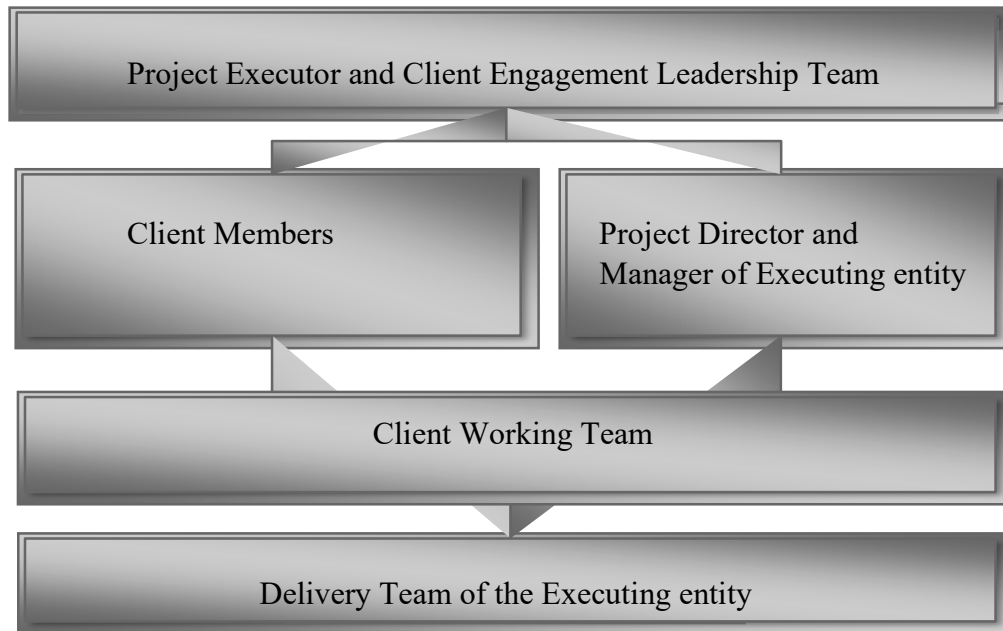 Project Executor and Client Engagement Leadership Team
Client Members
Project Director and
Manager of Executing entity
Client Working Team
Delivery Team of the Executing entity